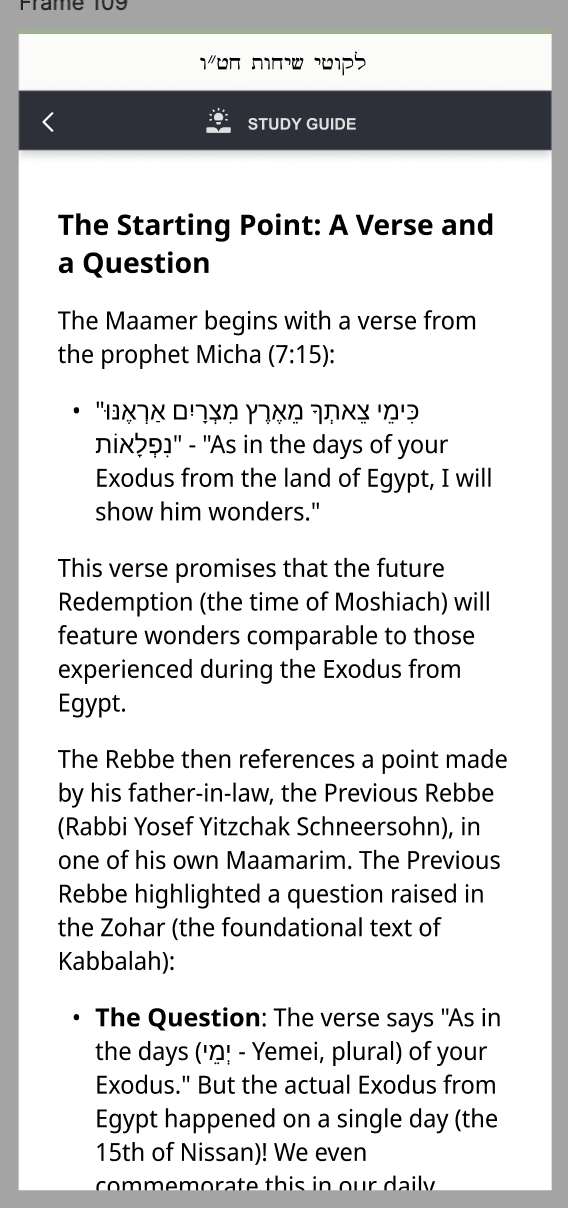 Frame 109
לקוטי שיחות חט״ו
STUDY GUIDE
The Starting Point: A Verse and
a Question
The Maamer begins with a verse from
the prophet Micha (7:15):
• "כִּימֵי צֵאתְךָ מֵאֶרֶץ מִצְרָיִם אַרְאֶנּוּ
נִפְלָאוֹת" - "As in the days of your
Exodus from the land of Egypt, I will
show him wonders."
This verse promises that the future
Redemption (the time of Moshiach) will
feature wonders comparable to those
experienced during the Exodus from
Egypt.
The Rebbe then references a point made
by his father-in-law, the Previous Rebbe
(Rabbi Yosef Yitzchak Schneersohn), in
one of his own Maamarim. The Previous
Rebbe highlighted a question raised in
the Zohar (the foundational text of
Kabbalah):
• The Question: The verse says "As in
the days (יְמֵי - Yemei, plural) of your
Exodus." But the actual Exodus from
Egypt happened on a single day (the
15th of Nissan)! We even
commemorate this in our daily